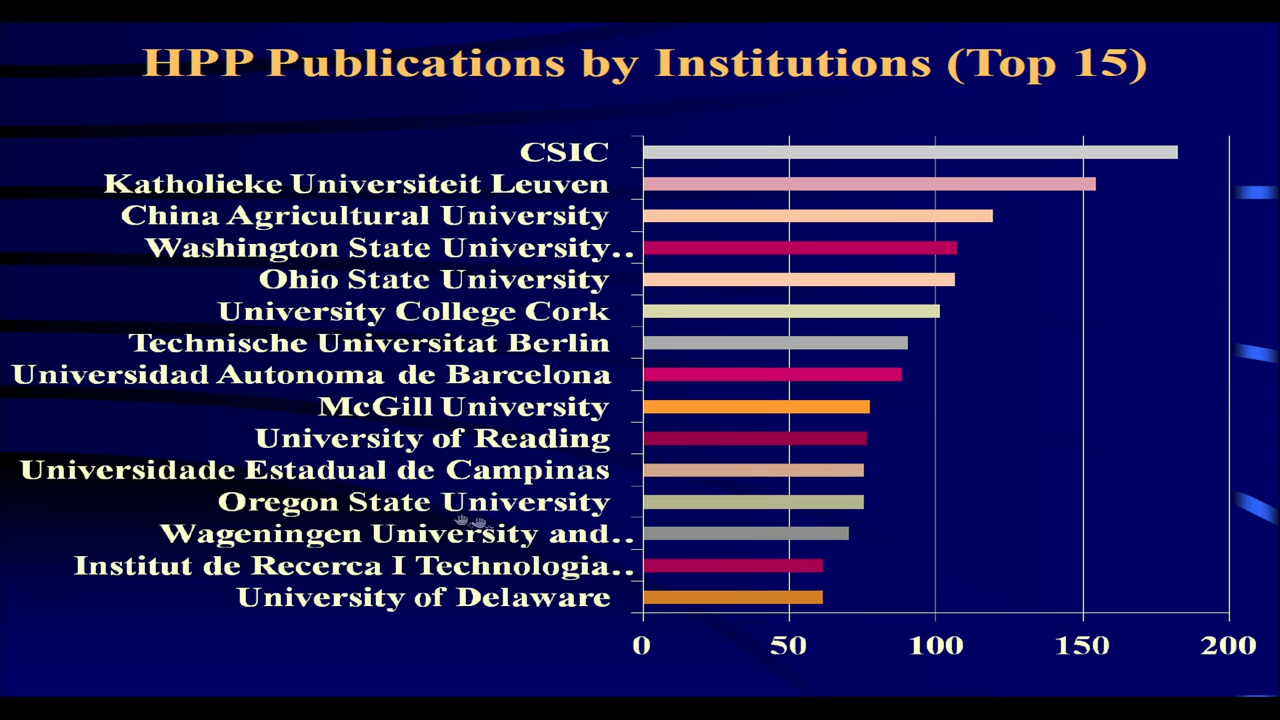 HPP Publications by Institutions (Top 15)
CSIC
Katholieke Universiteit Leuven
China Agricultural University
Washington State University..
Ohio State University
University College Cork
Technische Universitat Berlin
Universidad Autonoma de Barcelona
McGill University
University of Reading
Universidade Estadual de Campinas
Oregon State University
Wageningen University and..
Institut de Recerca I Technologia..
University of Delaware
0 50 100 150 200